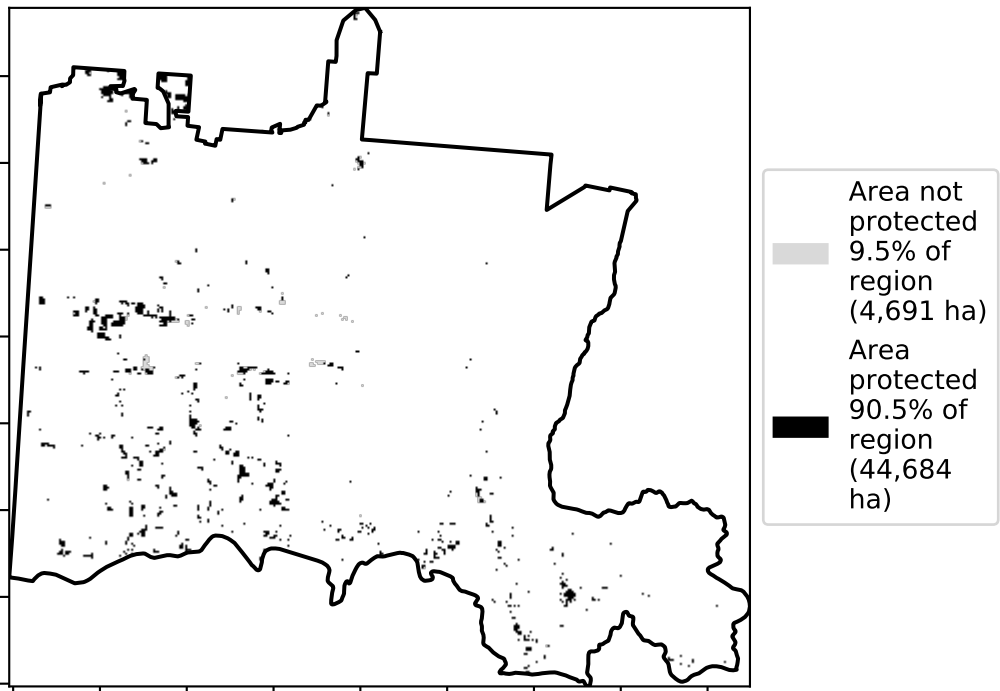 Area not
protected
9.5% of
region
(4,691 ha)
Area
protected
90.5% of
region
(44,684
ha)